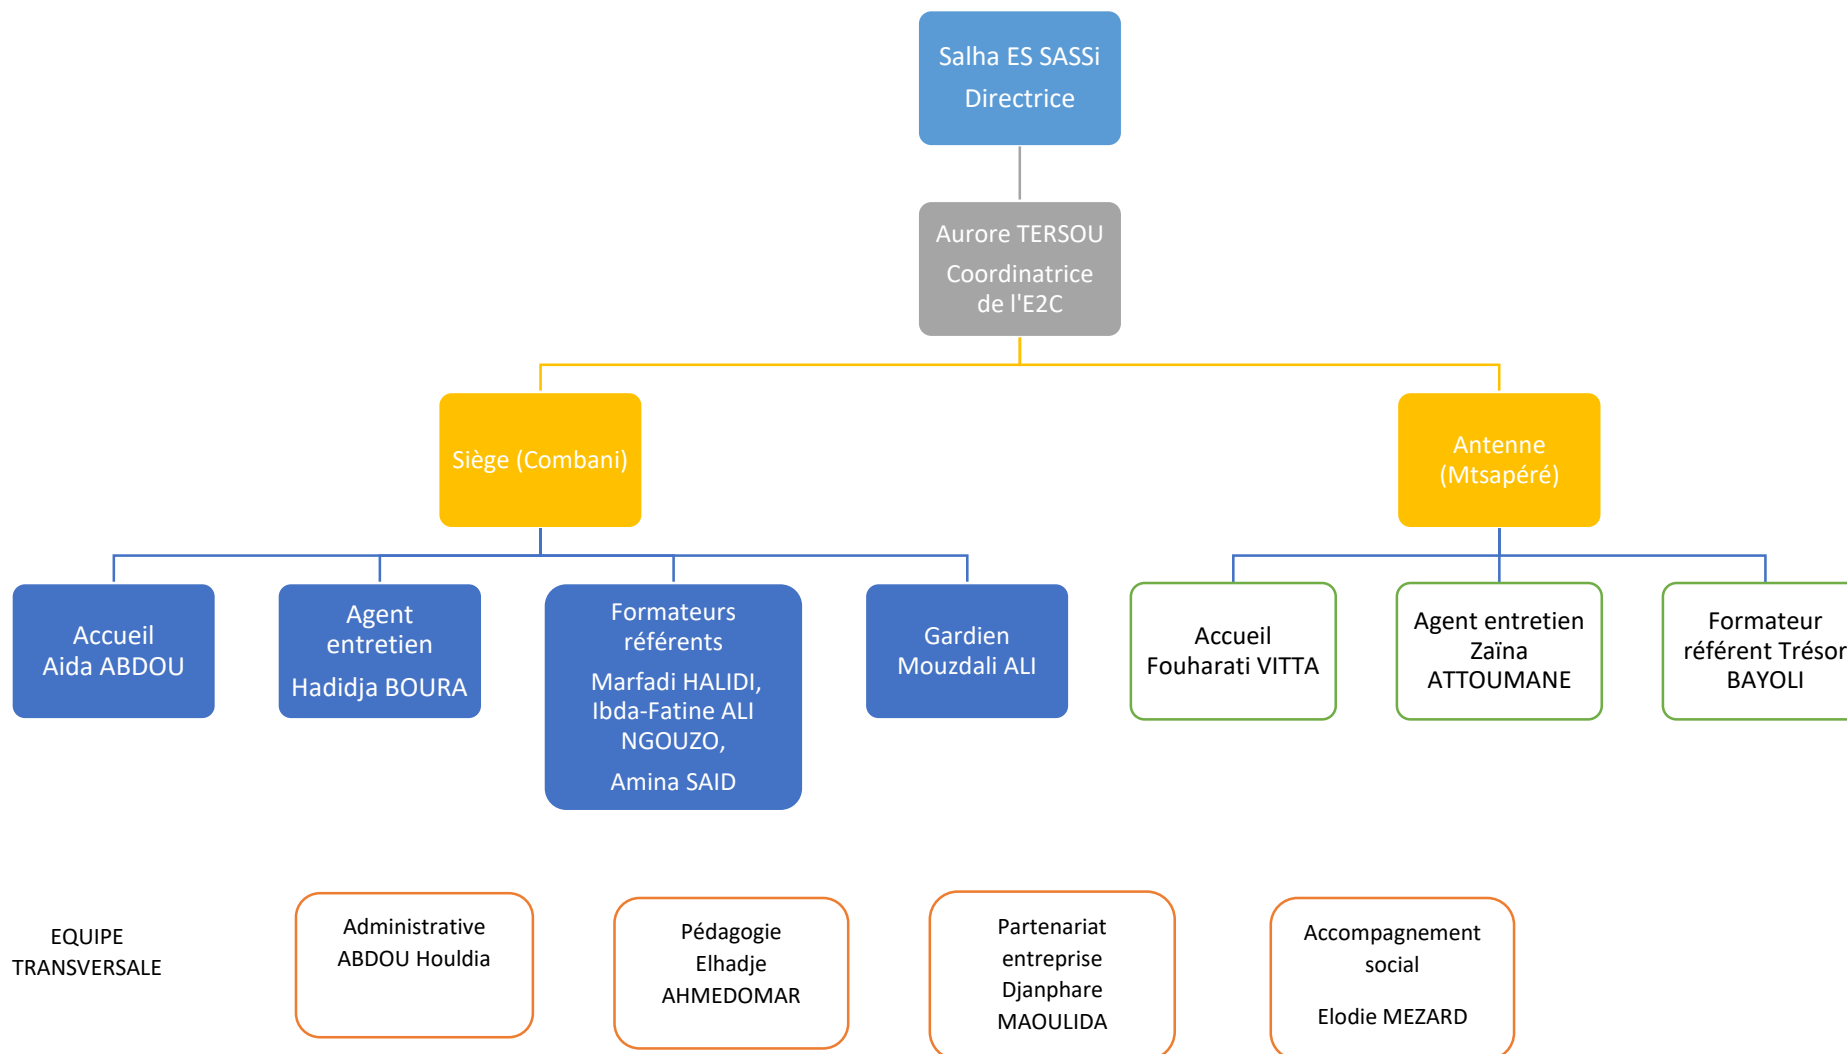 Salha ES SASSi
Directrice
Aurore TERSOU
Coordinatrice
de l'E2C
Siège (Combani)
Antenne
(Mtsapéré)
Accueil
Aida ABDOU
Agent
entretien
Hadidja BOURA
Formateurs
référents
Marfadi HALIDI,
Ibda-Fatine ALI
NGOUZO,
Amina SAID
Gardien
Mouzdali ALI
Accueil
Fouharati VITTA
Agent entretien
Zaïna
ATTOUMANE
Formateur
référent Trésor
BAYOLI
EQUIPE
TRANSVERSALE
Administrative
ABDOU Houldia
Pédagogie
Elhadje
AHMEDOMAR
Partenariat
entreprise
Djanphare
MAOULIDA
Accompagnement
social
Elodie MEZARD